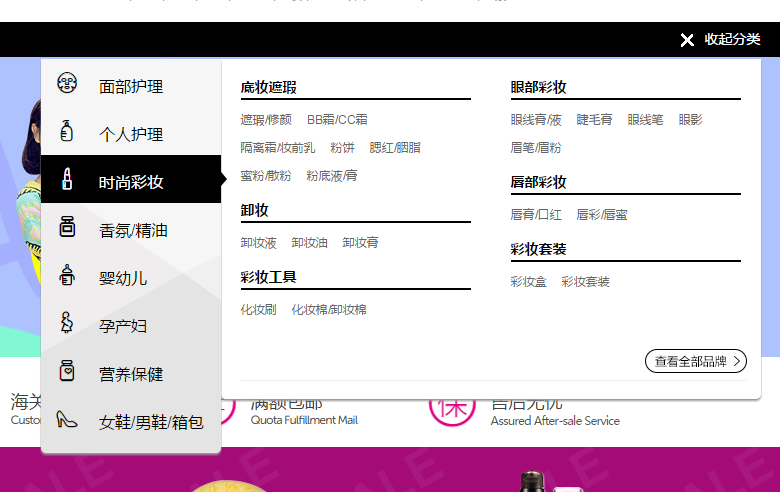 收起分类
面部护理
个人护理
时尚彩妆
香氛/精油
婴幼儿
孕产妇
营养保健
女鞋/男鞋/箱包
底妆遮瑕
遮瑕/修颜 BB霜/CC霜
隔离霜/妆前乳 粉饼 腮红/胭脂
蜜粉/散粉 粉底液/膏
卸妆
卸妆液 卸妆油 卸妆膏
彩妆工具
化妆刷 化妆棉/卸妆棉
眼部彩妆
眼线膏/液 睫毛膏 眼线笔 眼影
眉笔/眉粉
唇部彩妆
唇膏/口红 唇彩/唇蜜
彩妆套装
彩妆盒 彩妆套装
查看全部品牌
海关
满额包邮
Quota Fulfillment Mail
保
售后无忧
Assured After-sale Service